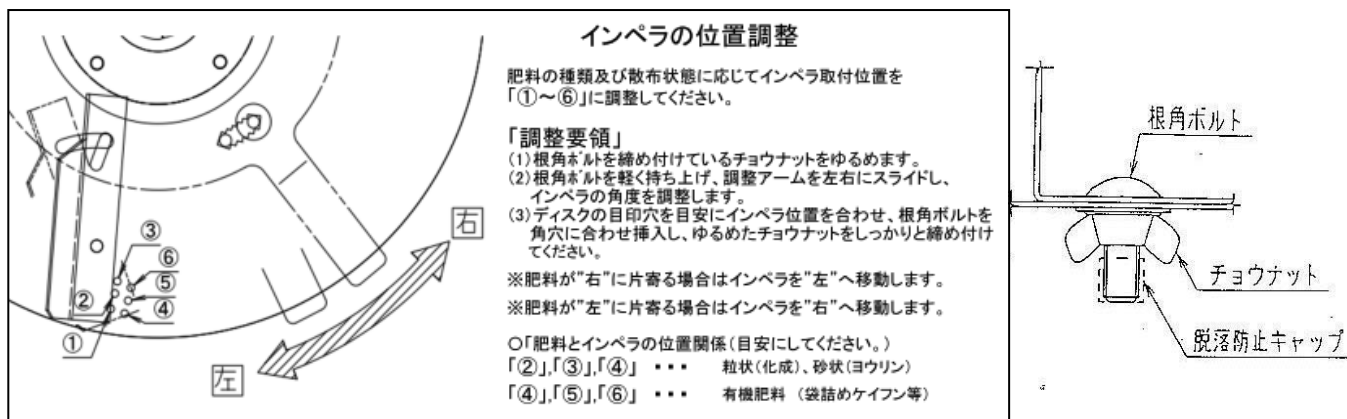 インペラの位置調整
肥料の種類及び散布状態に応じてインペラ取付位置を
「①～⑥」に調整してください。
「調整要領」
(1)根角ボルトを締め付けているチョウナットをゆるめます。
(2)根角ボルトを軽く持ち上げ、調整アームを左右にスライドし、
インペラの角度を調整します。
(3)ディスクの目印穴を目安にインペラ位置を合わせ、根角ボルトを
角穴に合わせ挿入し、ゆるめたチョウナットをしっかりと締め付け
てください。
※肥料が”右”に片寄る場合はインペラを”左”へ移動します。
※肥料が”左”に片寄る場合はインペラを”右”へ移動します。
○「肥料とインペラの位置関係(目安にしてください。)
「②」,「③」,「④」 ・・・ 粒状(化成)、砂状(ヨウリン)
「④」,「⑤」,「⑥」 ・・・ 有機肥料 (袋詰めケイフン等)
右
左
③
⑥
⑤
②
④
①
根角ボルト
チョウナット
脱落防止キャップ